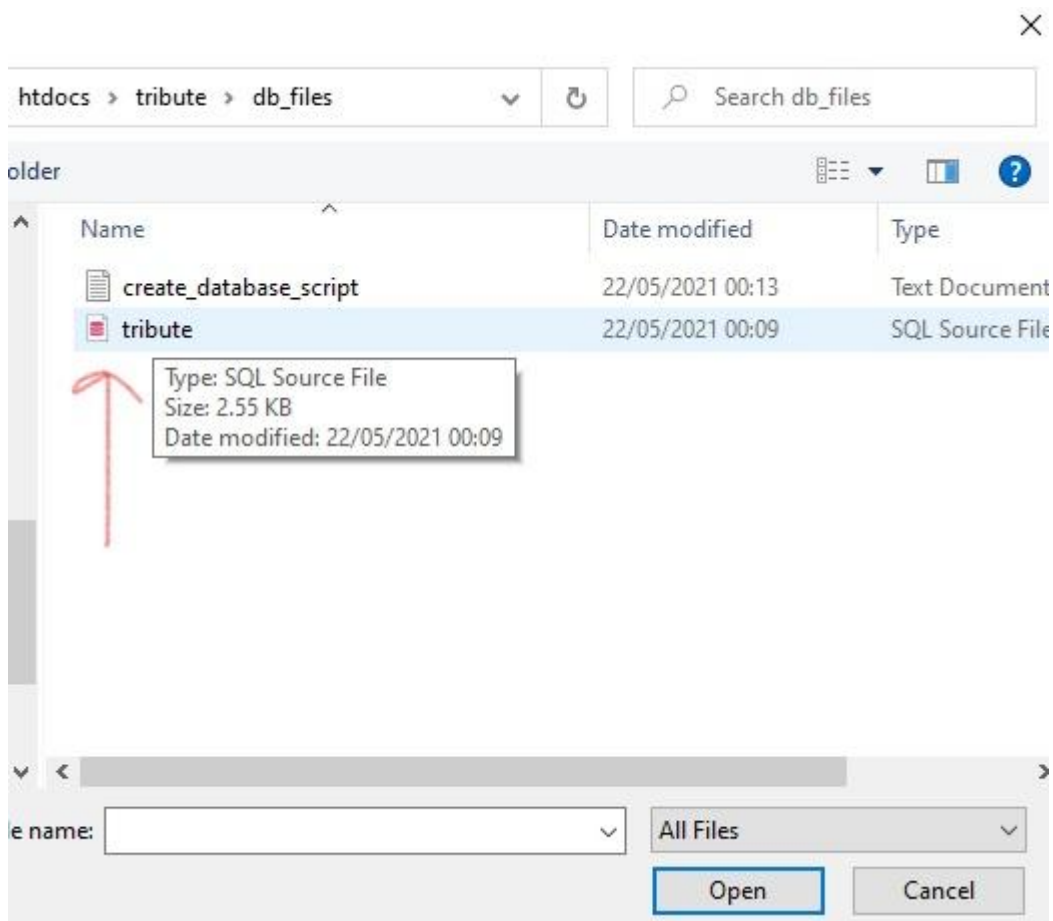 htdocs › tribute › db_files
Search db_files
older
?
Name Date modified Type
create_database_script 22/05/2021 00:13 Text Document
tribute 22/05/2021 00:09 SQL Source File
Type: SQL Source File
Size: 2.55 KB
Date modified: 22/05/2021 00:09
le name: All Files
Open Cancel